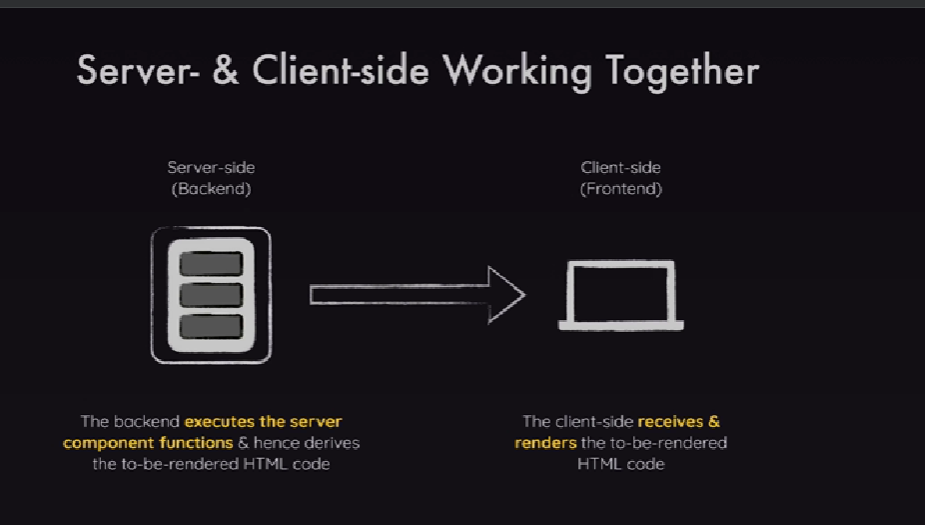 Server- & Client-side Working Together
Server-side
(Backend)
Client-side
(Frontend)
The backend executes the server
component functions & hence derives
the to-be-rendered HTML code
The client-side receives &
renders the to-be-rendered
HTML code